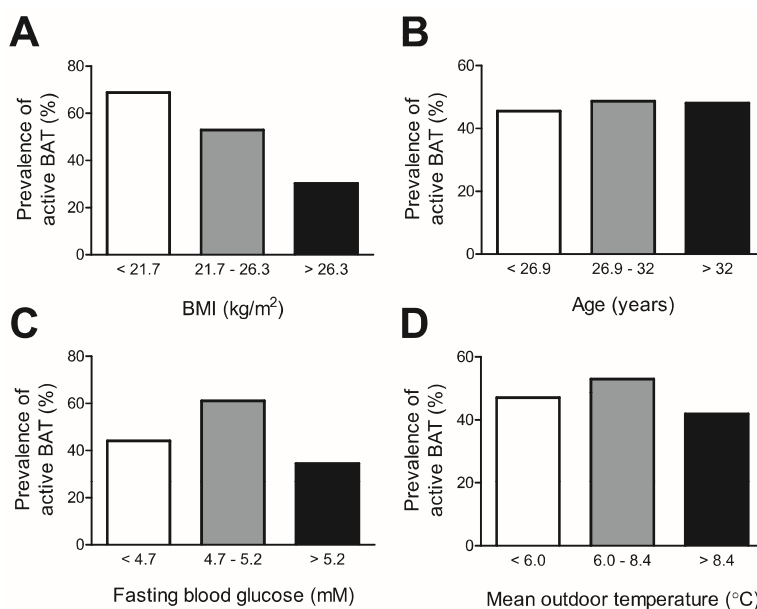 A
Prevalence of
active BAT (%)
80
60
40
20
0
< 21.7
21.7 - 26.3
> 26.3
BMI (kg/m²)
B
Prevalence of
active BAT (%)
60
40
20
0
< 26.9
26.9 - 32
> 32
Age (years)
C
Prevalence of
active BAT (%)
80
60
40
20
0
< 4.7
4.7 - 5.2
> 5.2
Fasting blood glucose (mM)
D
Prevalence of
active BAT (%)
60
40
20
0
< 6.0
6.0 - 8.4
> 8.4
Mean outdoor temperature (°C)